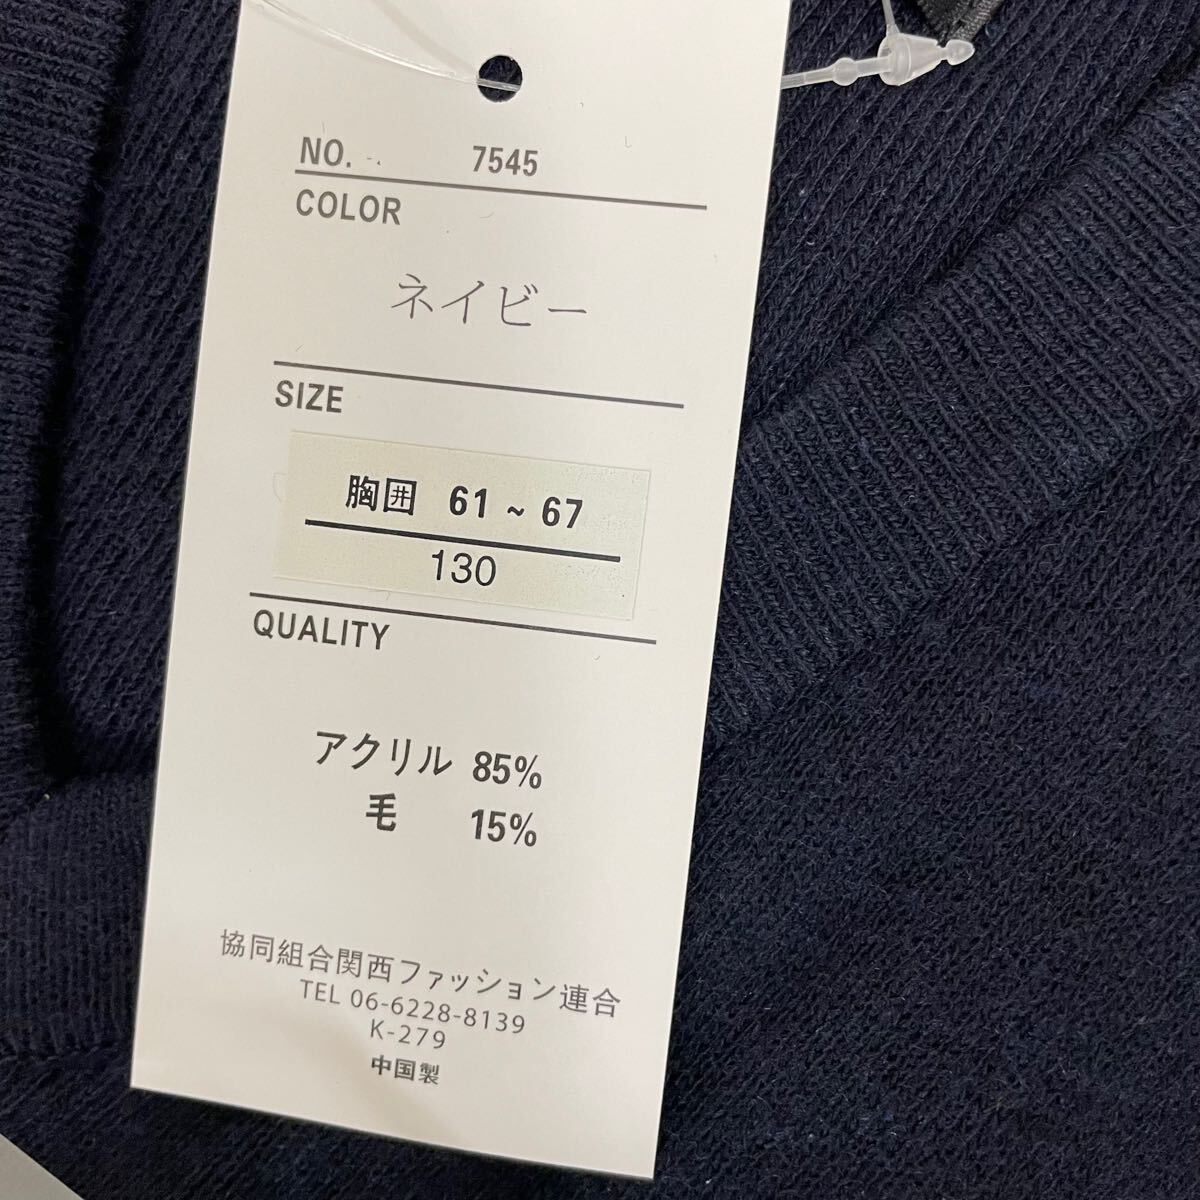 NO. 7545
COLOR
ネイビー
SIZE
胸囲 61 ~ 67
130
QUALITY
アクリル 85%
毛 15%
協同組合関西ファッション連合
TEL 06-6228-8139
K-279
中国製